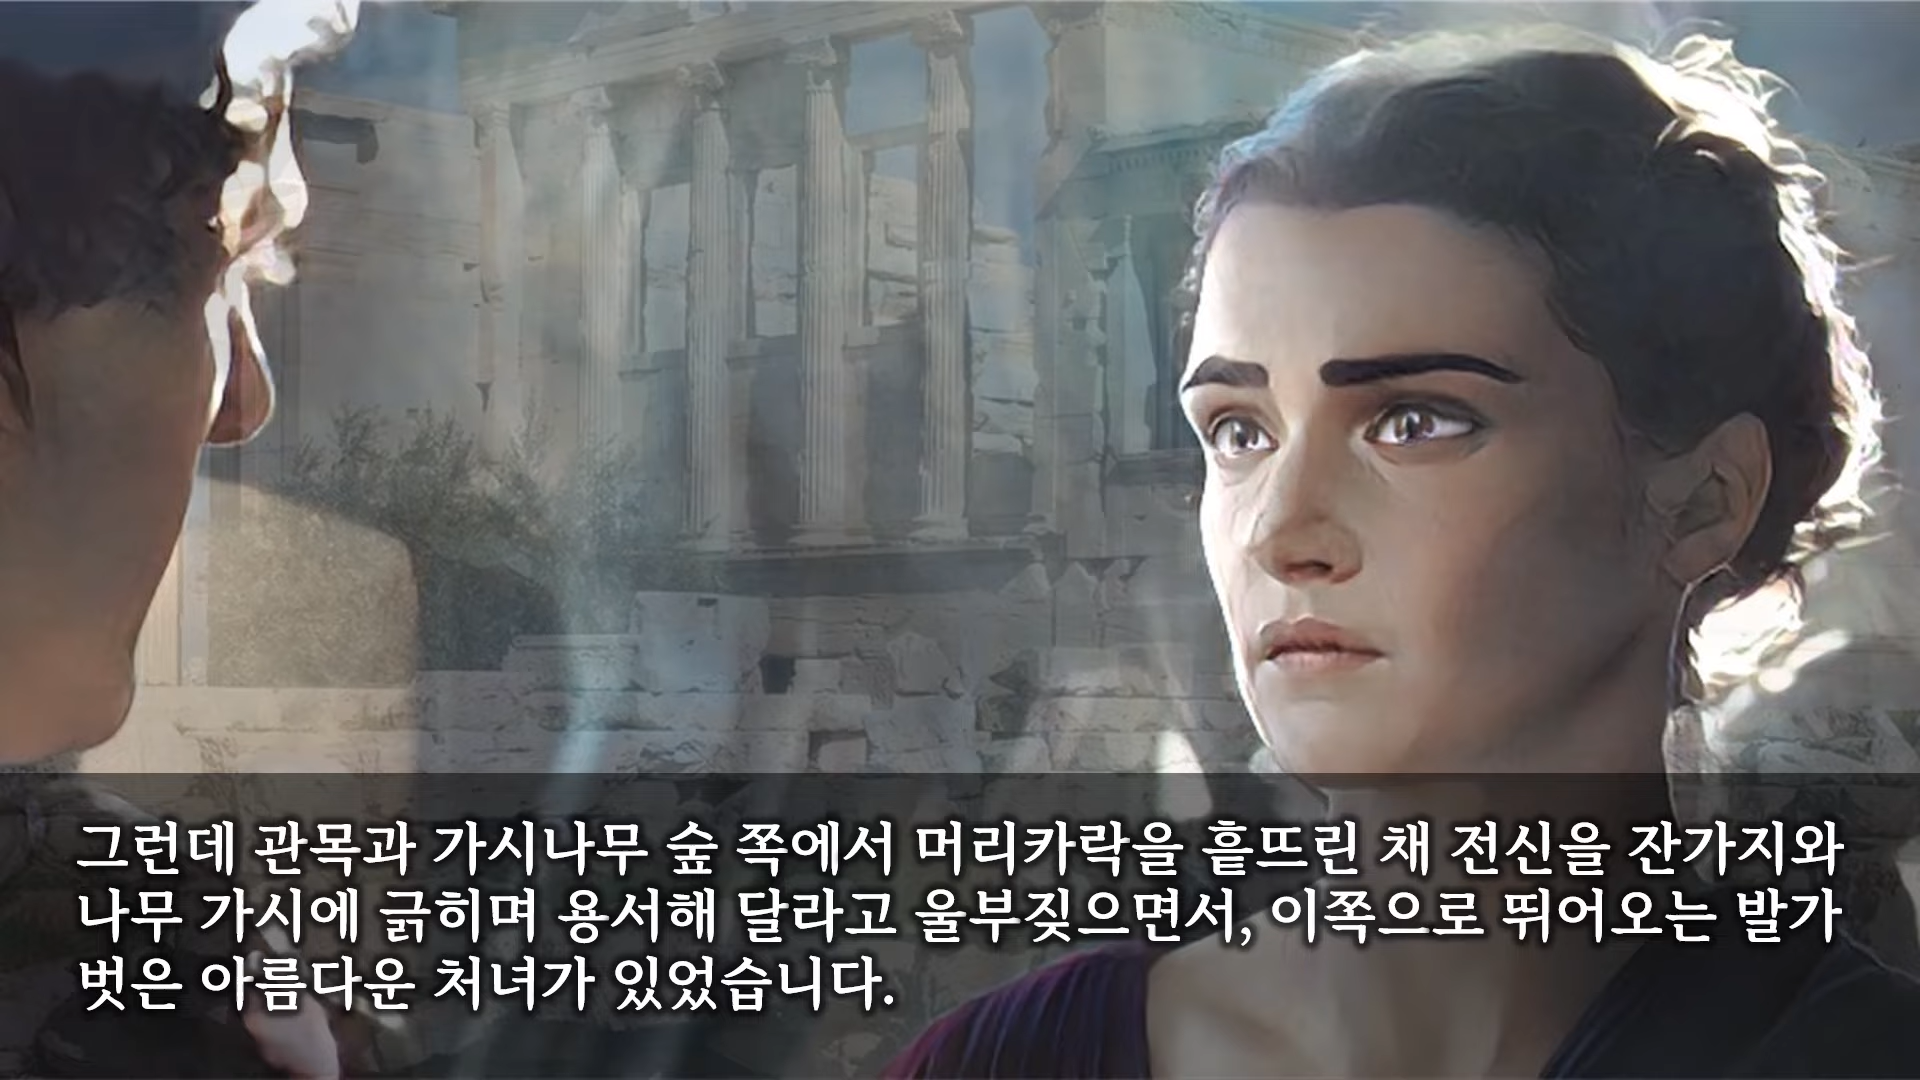 그런데 관목과 가시나무 숲 쪽에서 머리카락을 흩뜨린 채 전신을 잔가지와
나무 가시에 긁히며 용서해 달라고 울부짖으면서, 이쪽으로 뛰어오는 발가
벗은 아름다운 처녀가 있었습니다.